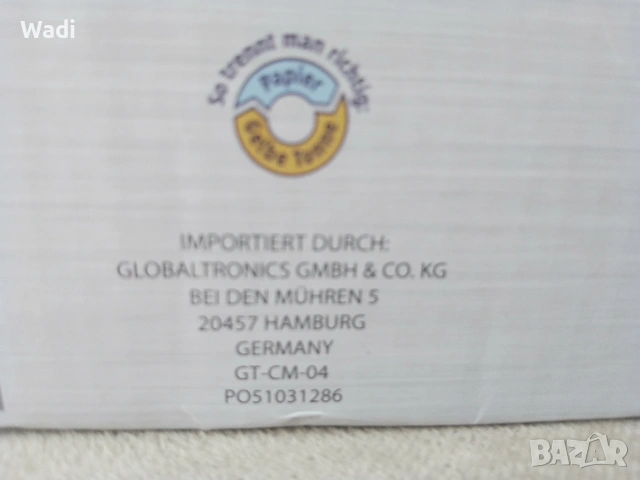 Wadi
So trennt man richtig:
Papier
Gelbe Tonne
IMPORTIERT DURCH:
GLOBALTRONICS GMBH & CO. KG
BEI DEN MÜHREN 5
20457 HAMBURG
GERMANY
GT-CM-04
PO51031286
BAZAR